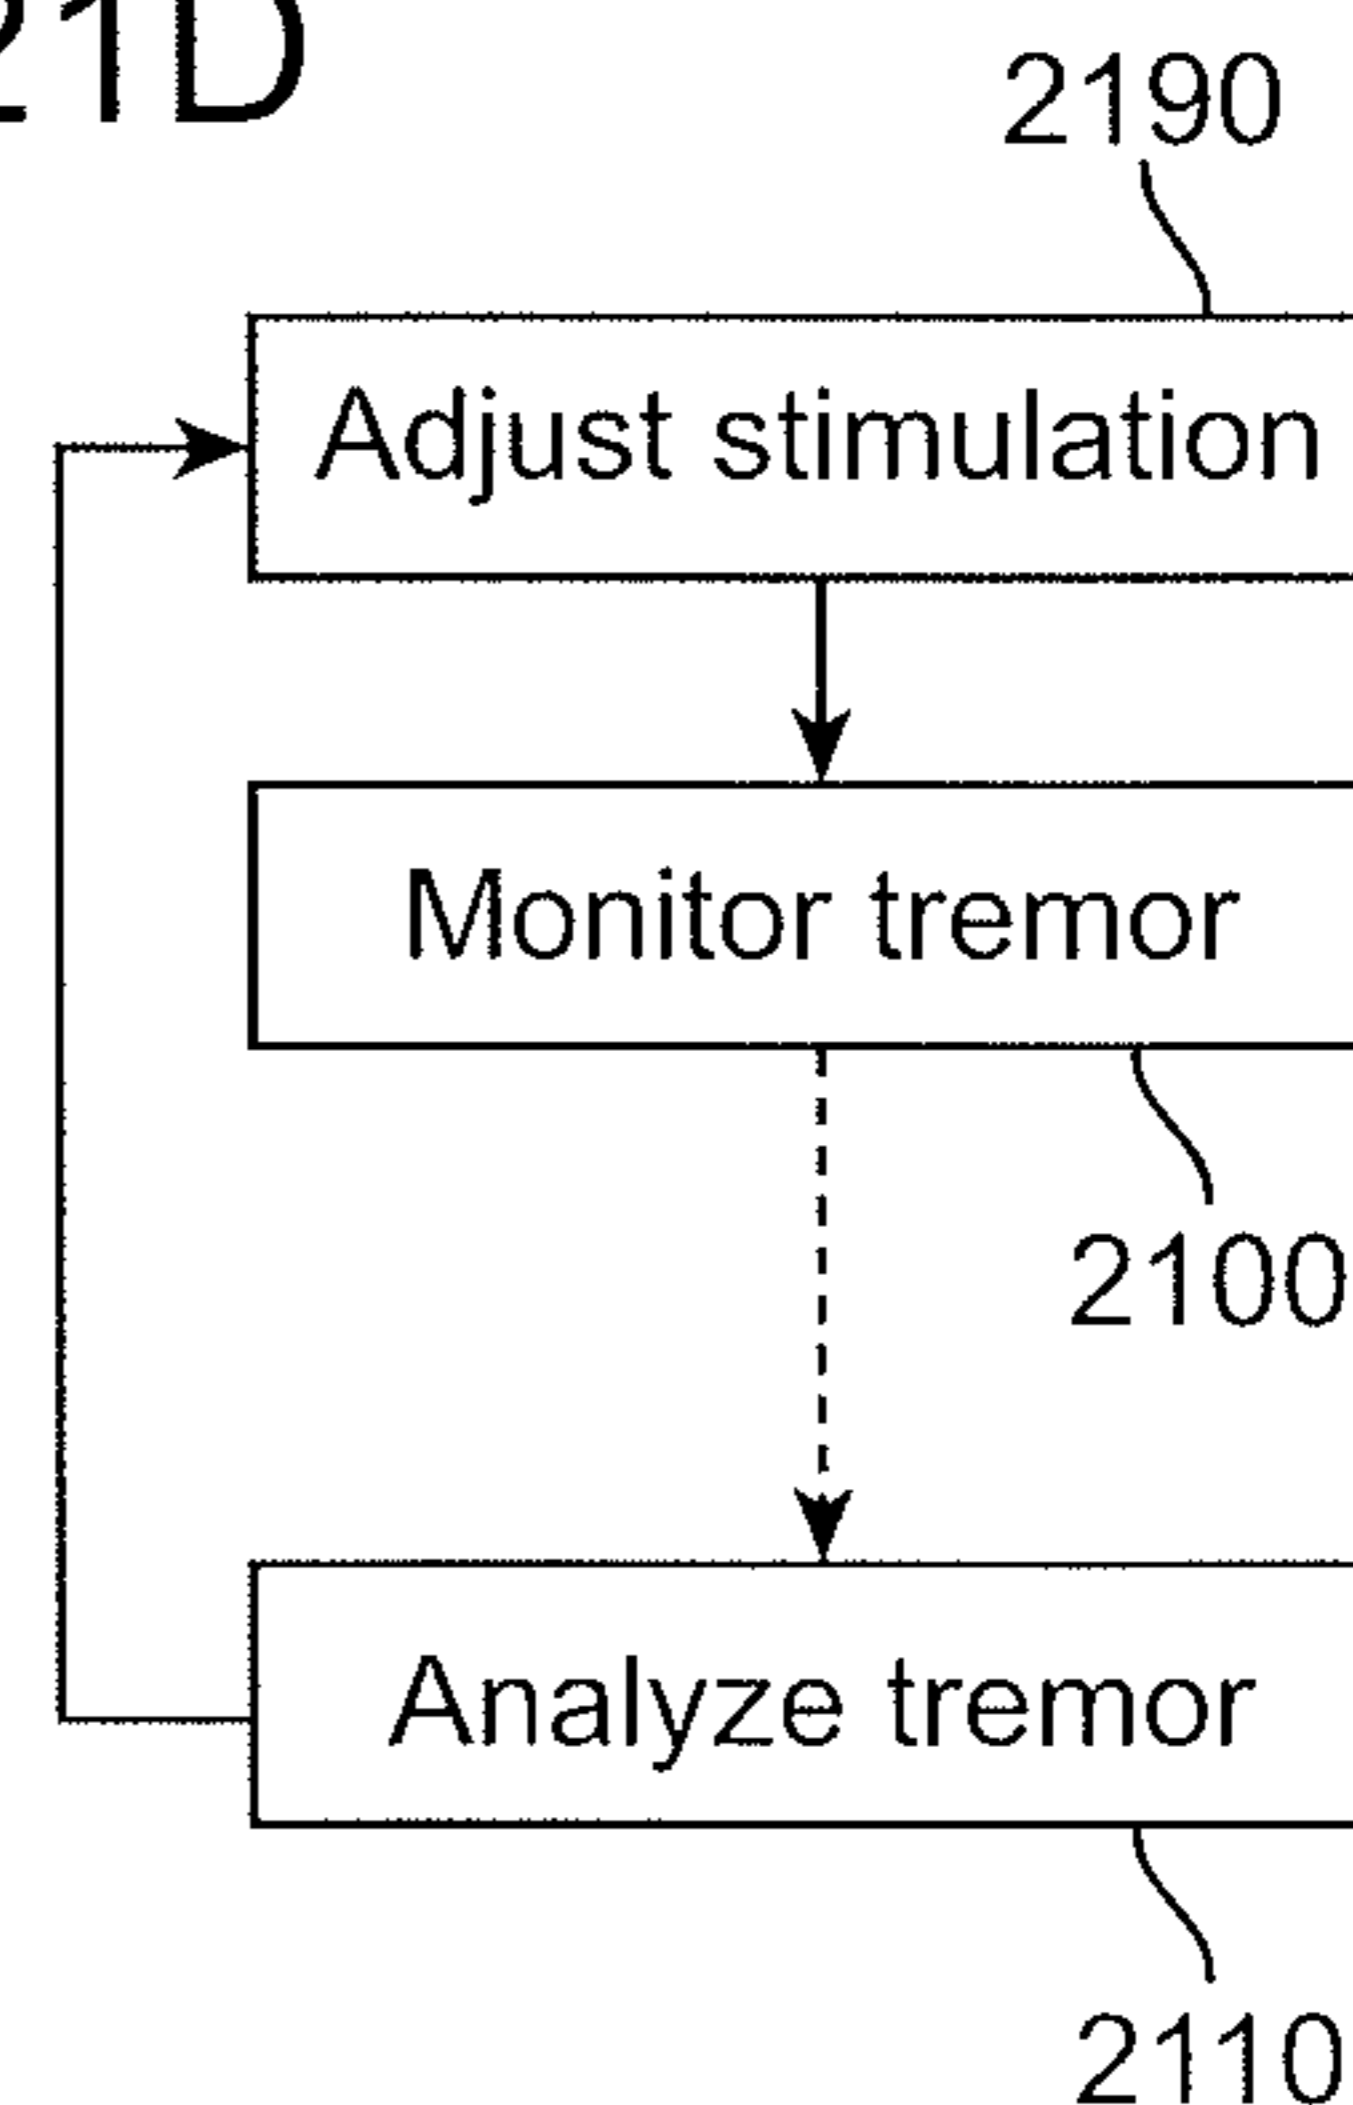 21D
2190
Adjust stimulation
Monitor tremor
2100
Analyze tremor
2110